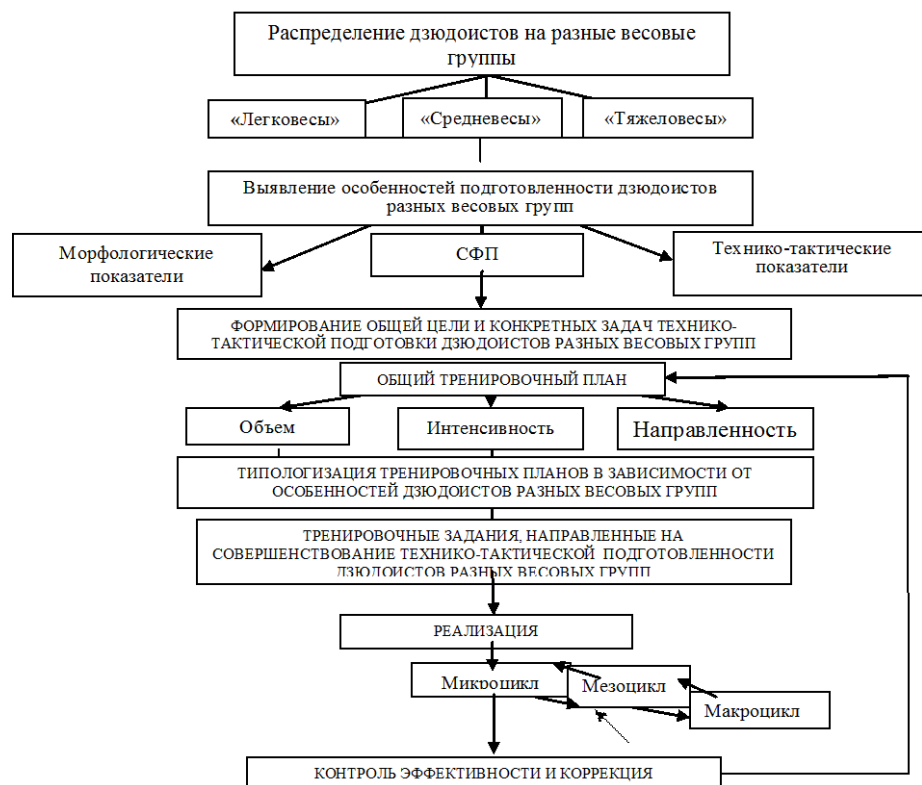 Распределение дзюдоистов на разные весовые
группы
«Легковесы»
«Средневесы»
«Тяжеловесы»
Выявление особенностей подготовленности дзюдоистов
разных весовых групп
Морфологические
показатели
СФП
Технико-тактические
показатели
ФОРМИРОВАНИЕ ОБЩЕЙ ЦЕЛИ И КОНКРЕТНЫХ ЗАДАЧ ТЕХНИКО-
ТАКТИЧЕСКОЙ ПОДГОТОВКИ ДЗЮДОИСТОВ РАЗНЫХ ВЕСОВЫХ ГРУПП
ОБЩИЙ ТРЕНИРОВОЧНЫЙ ПЛАН
Объем
Интенсивность
Направленность
ТИПОЛОГИЗАЦИЯ ТРЕНИРОВОЧНЫХ ПЛАНОВ В ЗАВИСИМОСТИ ОТ
ОСОБЕННОСТЕЙ ДЗЮДОИСТОВ РАЗНЫХ ВЕСОВЫХ ГРУПП
ТРЕНИРОВОЧНЫЕ ЗАДАНИЯ, НАПРАВЛЕННЫЕ НА
СОВЕРШЕНСТВОВАНИЕ ТЕХНИКО-ТАКТИЧЕСКОЙ ПОДГОТОВЛЕННОСТИ
ДЗЮДОИСТОВ РАЗНЫХ ВЕСОВЫХ ГРУПП
РЕАЛИЗАЦИЯ
Микроцикл
Мезоцикл
Макроцикл
КОНТРОЛЬ ЭФФЕКТИВНОСТИ И КОРРЕКЦИЯ